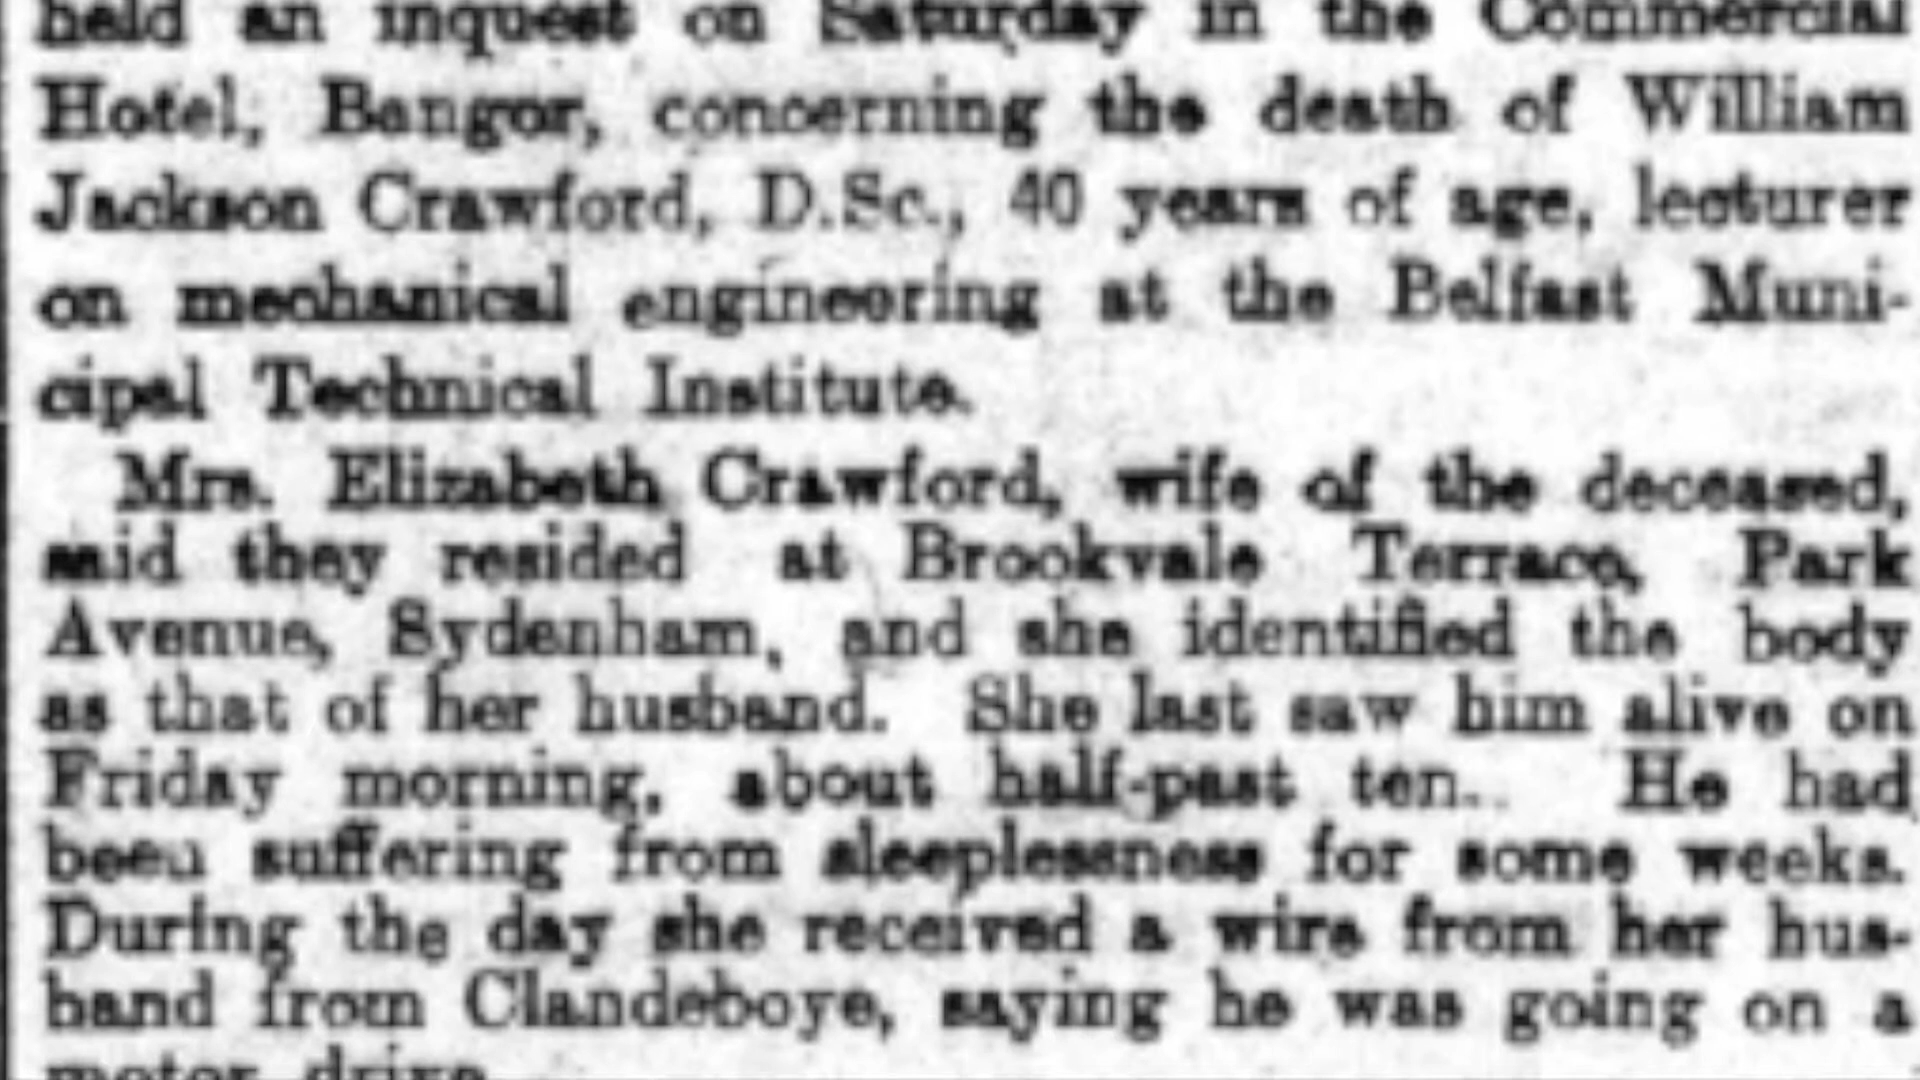 held an inquest on Saturday in the Commercial
Hotel, Bangor, concerning the death of William
Jackson Crawford, D.Sc., 40 years of age, lecturer
on mechanical engineering at the Belfast Muni-
cipal Technical Institute.
Mrs. Elizabeth Crawford, wife of the deceased,
said they resided at Brookvale Terrace, Park
Avenue, Sydenham, and she identified the body
as that of her husband. She last saw him alive on
Friday morning, about half-past ten. He had
been suffering from sleeplessness for some weeks.
During the day she received a wire from her hus-
band from Clandeboye, saying he was going on a
motor drive.